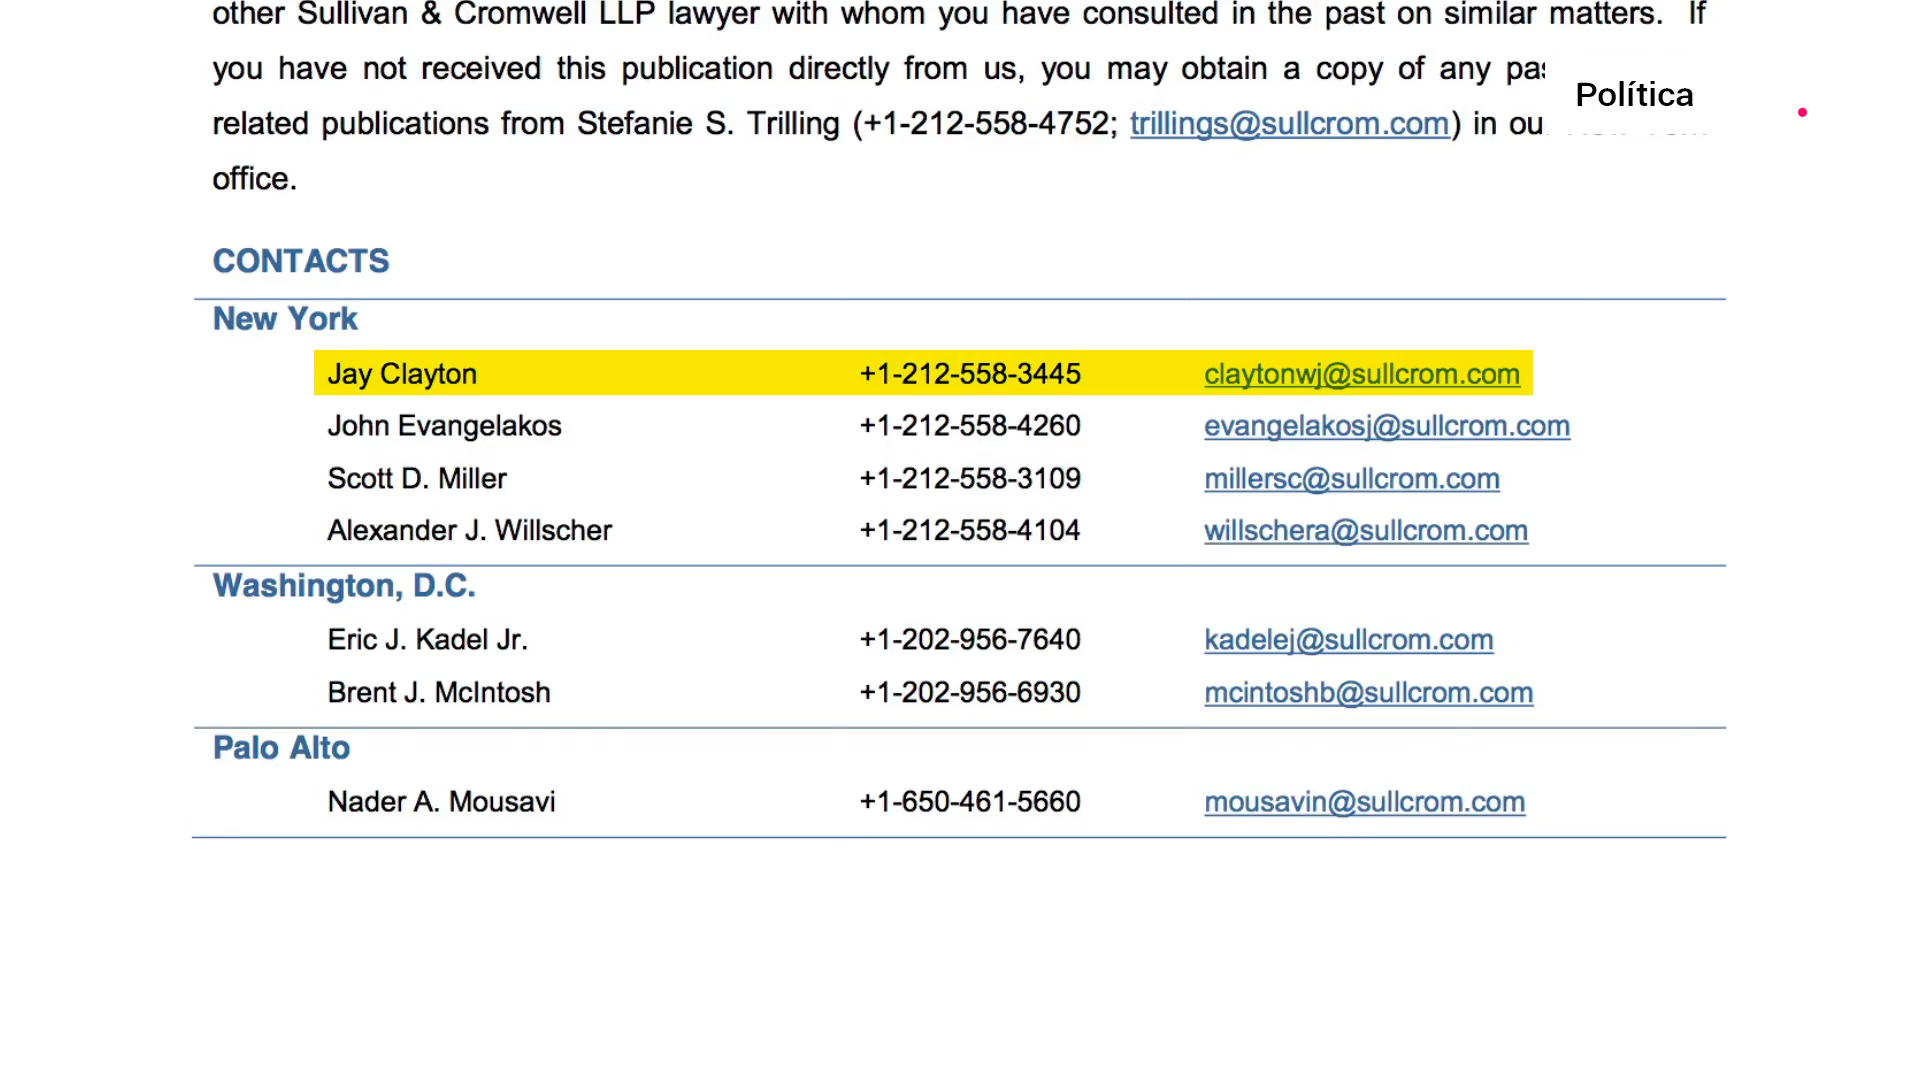 other Sullivan & Cromwell LLP lawyer with whom you have consulted in the past on similar matters. If
you have not received this publication directly from us, you may obtain a copy of any
Política
related publications from Stefanie S. Trilling (+1-212-558-4752; trillings@sullcrom.com) in
office.
CONTACTS
New York
Jay Clayton +1-212-558-3445 claytonwj@sullcrom.com
John Evangelakos +1-212-558-4260 evangelakosj@sullcrom.com
Scott D. Miller +1-212-558-3109 millersc@sullcrom.com
Alexander J. Willscher +1-212-558-4104 willschera@sullcrom.com
Washington, D.C.
Eric J. Kadel Jr. +1-202-956-7640 kadelej@sullcrom.com
Brent J. McIntosh +1-202-956-6930 mcintoshb@sullcrom.com
Palo Alto
Nader A. Mousavi +1-650-461-5660 mousavin@sullcrom.com